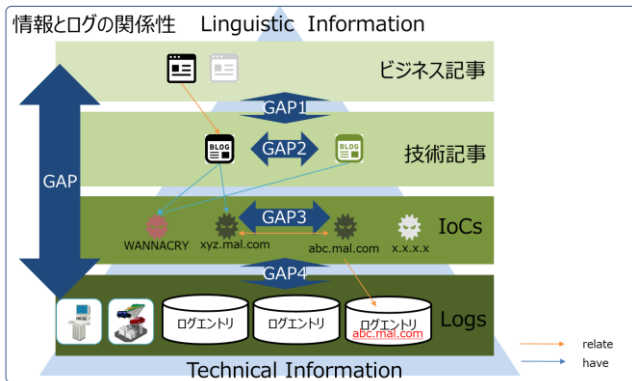 情報とログの関係性 Linguistic Information
ビジネス記事
GAP1
BLOG
GAP2
BLOG
技術記事
GAP
GAP3
WANNACRY
xyz.mal.com
abc.mal.com
x.x.x.x
IoCs
GAP4
ログエントリ
ログエントリ
ログエントリ
abc.mal.com
Logs
Technical Information
relate
have